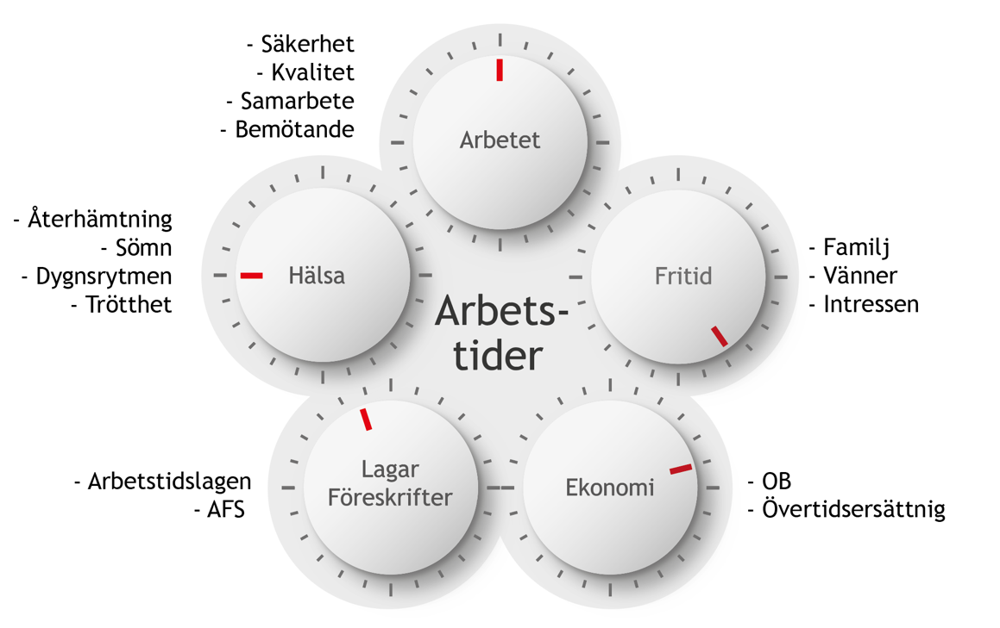 - Säkerhet
- Kvalitet
- Samarbete
- Bemötande
Arbetet
- Återhämtning
- Sömn
- Dygnsrytmen
- Trötthet
Hälsa
Fritid
- Familj
- Vänner
- Intressen
Arbets-
tider
- Arbetstidslagen
- AFS
Lagar
Föreskrifter
Ekonomi
- OB
- Övertidsersättnig